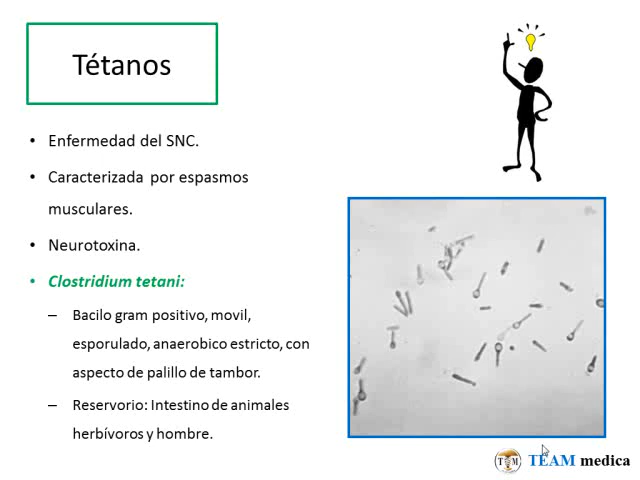 Tétanos
Enfermedad del SNC.
Caracterizada por espasmos
musculares.
Neurotoxina.
Clostridium tetani:
Bacilo gram positivo, movil,
esporulado, anaerobico estricto, con
aspecto de palillo de tambor.
Reservorio: Intestino de animales
herbívoros y hombre.
TEAM medica